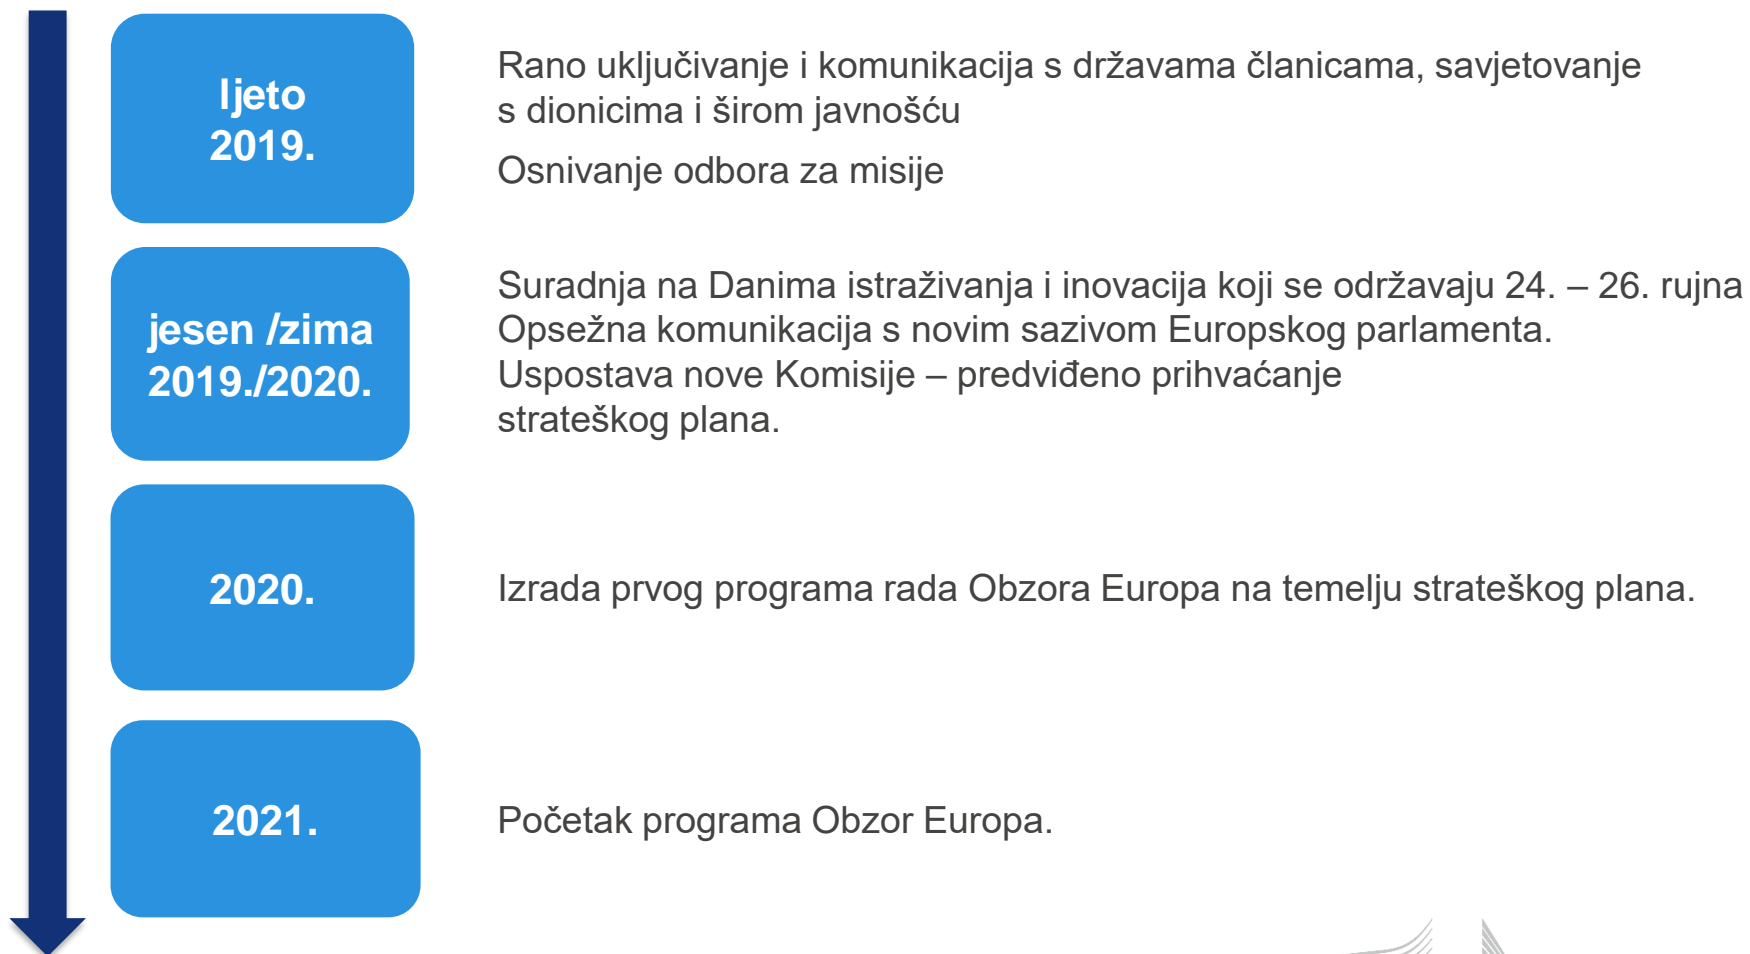 ljeto
2019.
Rano uključivanje i komunikacija s državama članicama, savjetovanje
s dionicima i širom javnošću
Osnivanje odbora za misije
jesen /zima
2019./2020.
Suradnja na Danima istraživanja i inovacija koji se održavaju 24. – 26. rujna
Opsežna komunikacija s novim sazivom Europskog parlamenta.
Uspostava nove Komisije – predviđeno prihvaćanje
strateškog plana.
2020.
Izrada prvog programa rada Obzora Europa na temelju strateškog plana.
2021.
Početak programa Obzor Europa.